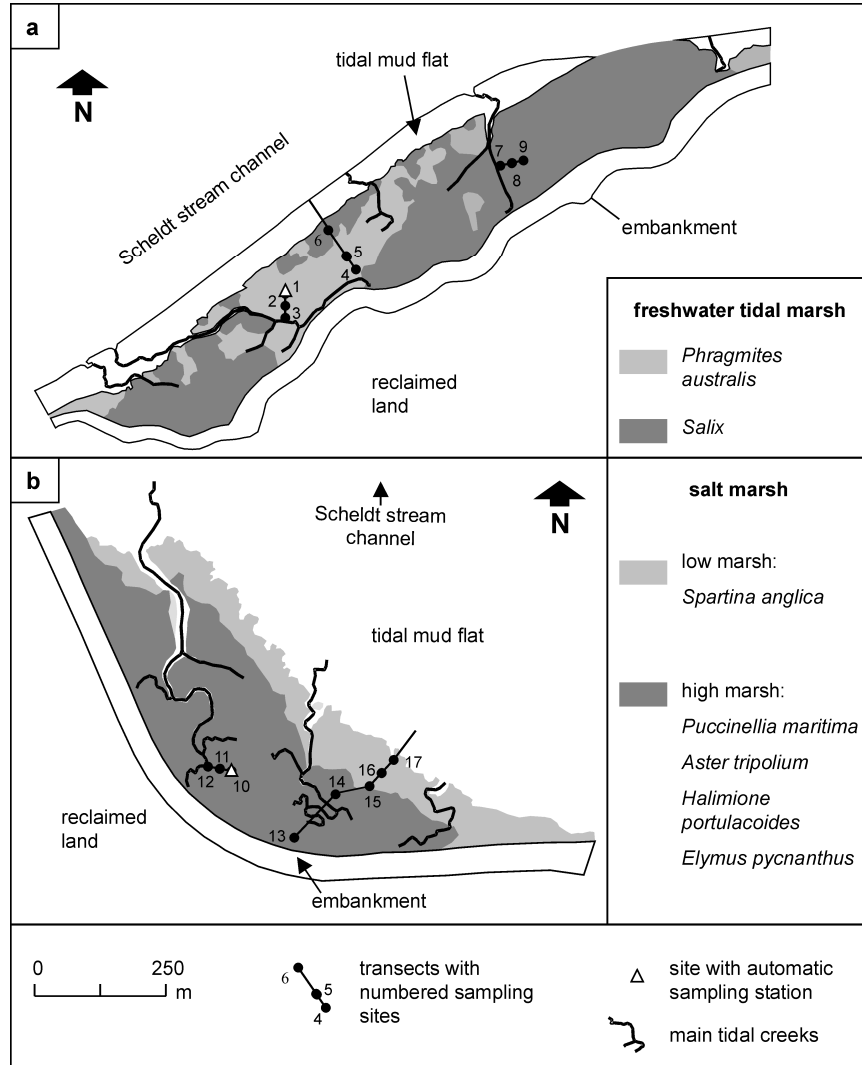 a
tidal mud flat
N
Scheldt stream channel
7
9
8
6
5
4
1
2
3
embankment
reclaimed
land
freshwater tidal marsh
Phragmites
australis
Salix
b
Scheldt stream
channel
N
tidal mud flat
11
12
10
14
17
16
15
13
reclaimed
land
embankment
salt marsh
low marsh:
Spartina anglica
high marsh:
Puccinellia maritima
Aster tripolium
Halimione
portulacoides
Elymus pycnanthus
0 250
m
6
5
4
transects with
numbered sampling
sites
site with automatic
sampling station
main tidal creeks